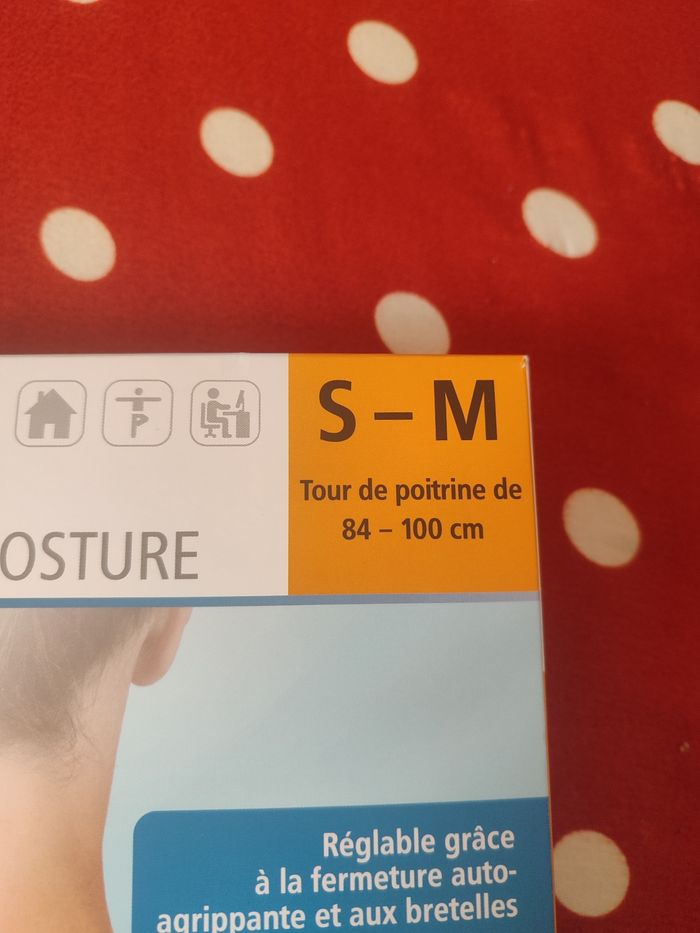 S – M
Tour de poitrine de
84 – 100 cm
OSTURE
Réglable grâce
à la fermeture auto-
agrippante et aux bretelles